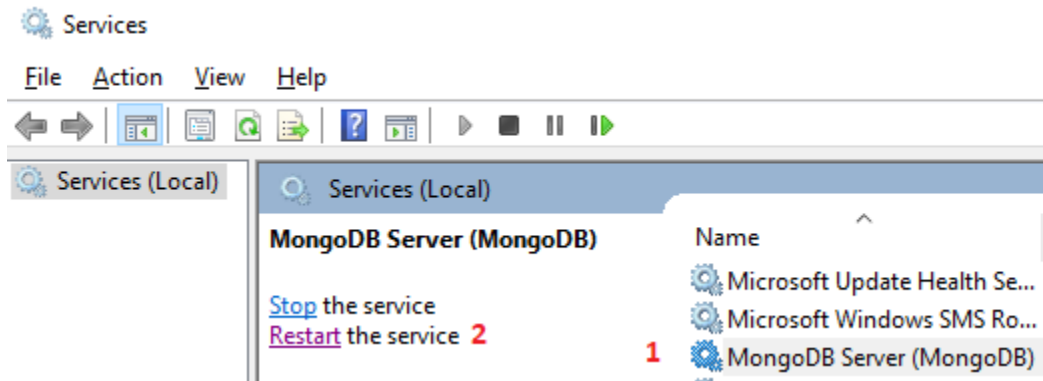 Services
File Action View Help
?
Services (Local)
Services (Local)
MongoDB Server (MongoDB)
Stop the service
Restart the service 2
Name
Microsoft Update Health Se...
Microsoft Windows SMS Ro...
1 MongoDB Server (MongoDB)